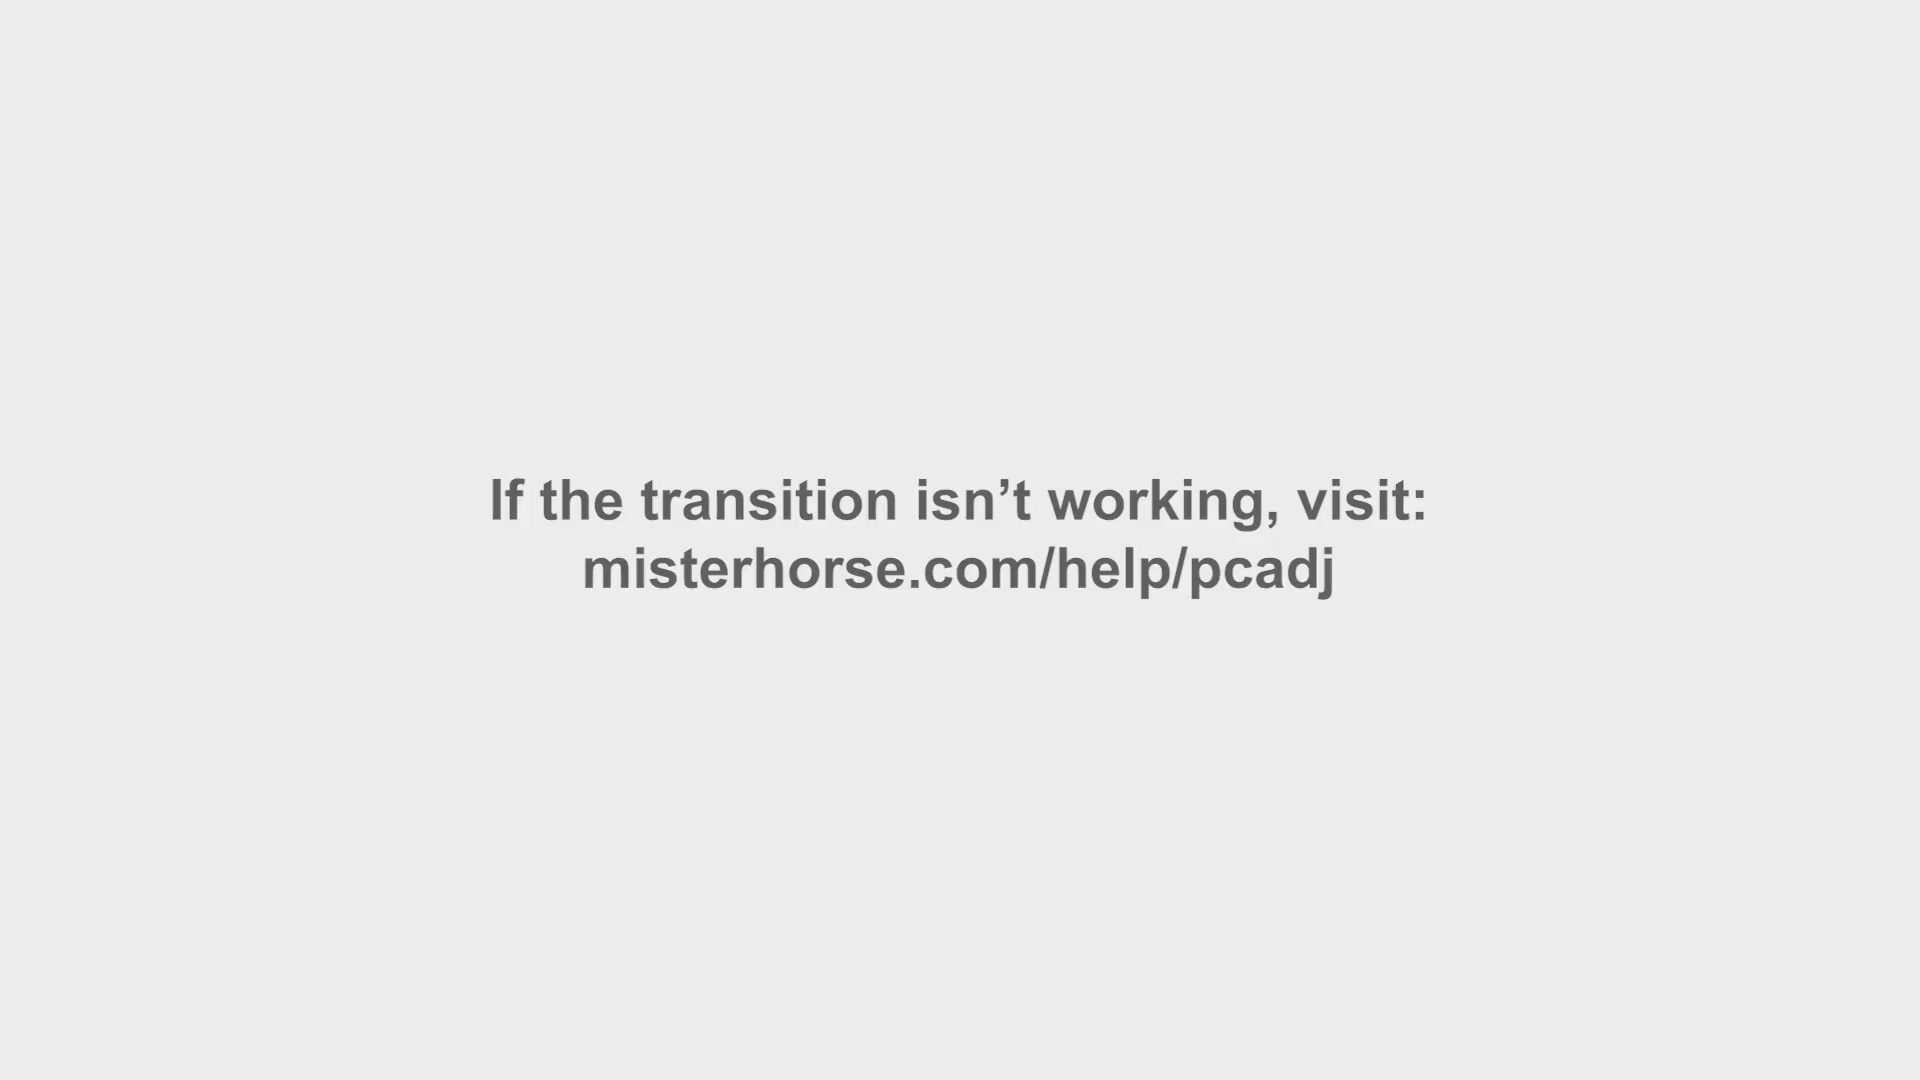 If the transition isn’t working, visit:
misterhorse.com/help/pcadj